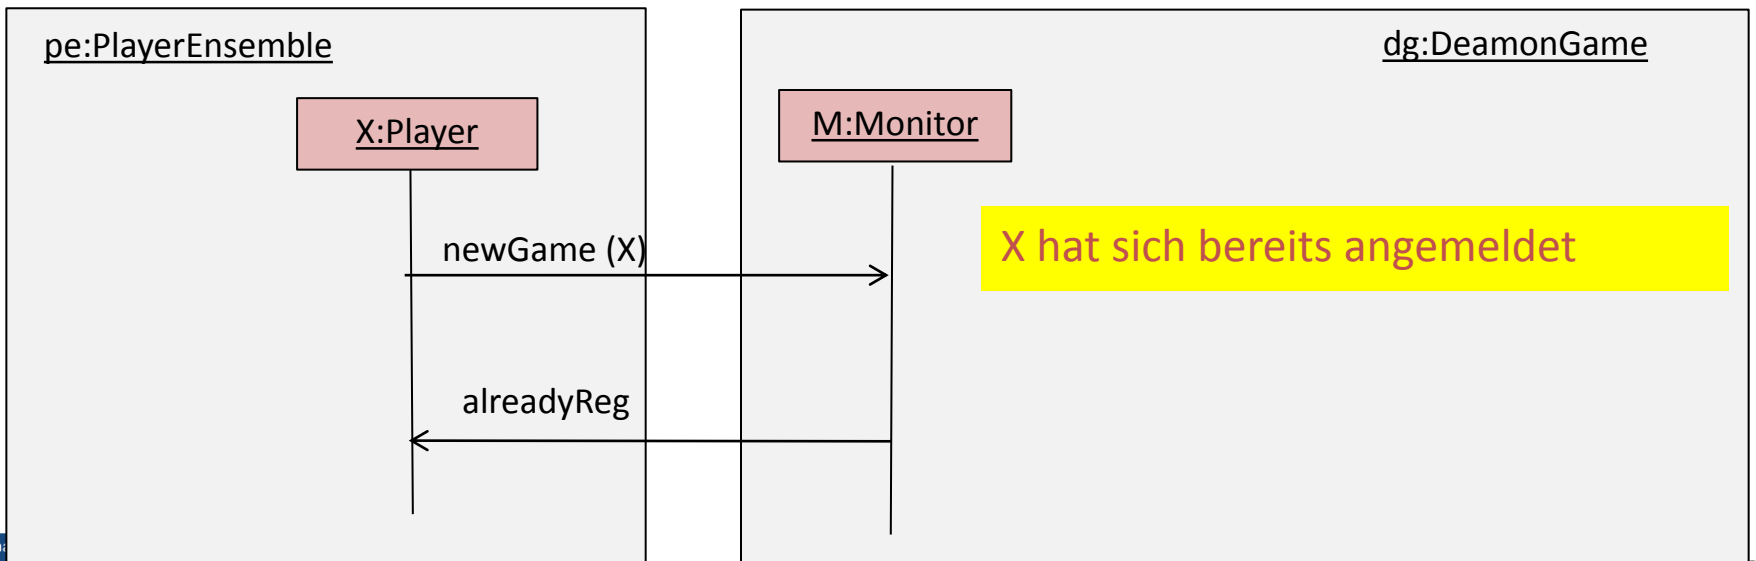 pe:PlayerEnsemble
dg:DeamonGame
X:Player
M:Monitor
newGame (X)
X hat sich bereits angemeldet
alreadyReg